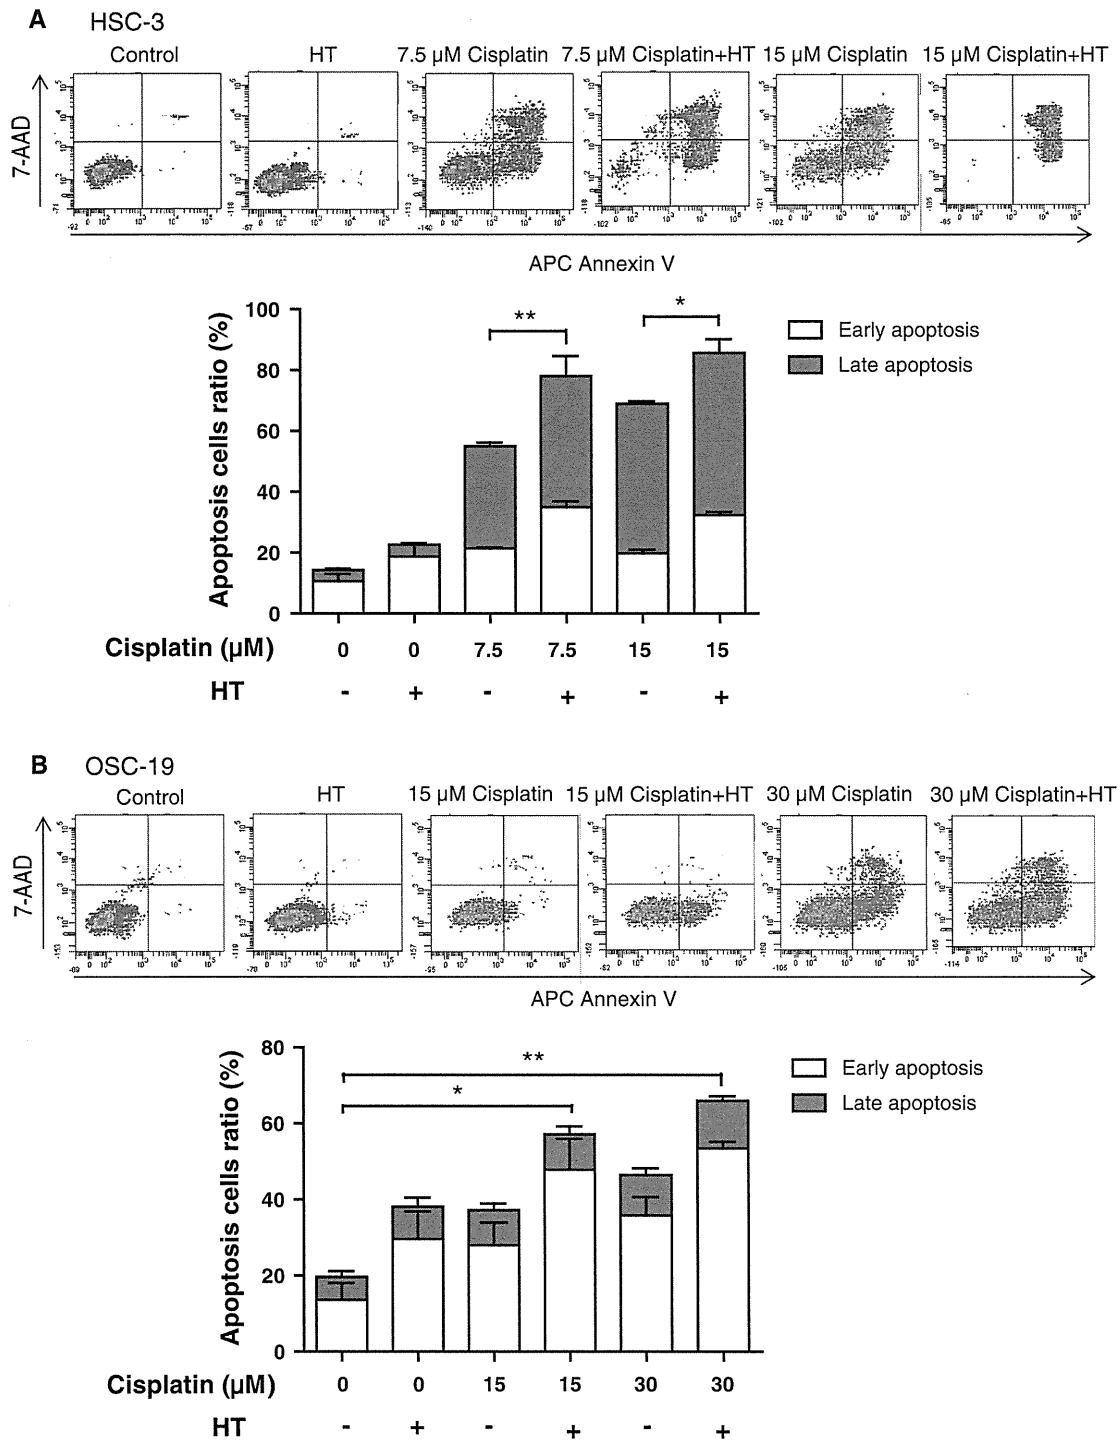 A HSC-3
Control HT 7.5 µM Cisplatin 7.5 µM Cisplatin+HT 15 µM Cisplatin 15 µM Cisplatin+HT
7-AAD
APC Annexin V
Apoptosis cells ratio (%)
100
80
60
40
20
0
** *
Early apoptosis
Late apoptosis
Cisplatin (µM) 0 0 7.5 7.5 15 15
HT - + - + - +
B OSC-19
Control HT 15 µM Cisplatin 15 µM Cisplatin+HT 30 µM Cisplatin 30 µM Cisplatin+HT
7-AAD
APC Annexin V
Apoptosis cells ratio (%)
80
60
40
20
0
**
*
Early apoptosis
Late apoptosis
Cisplatin (µM) 0 0 15 15 30 30
HT - + - + - +